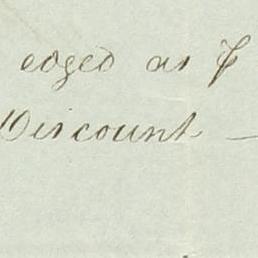 edged as ⅌
Discount —